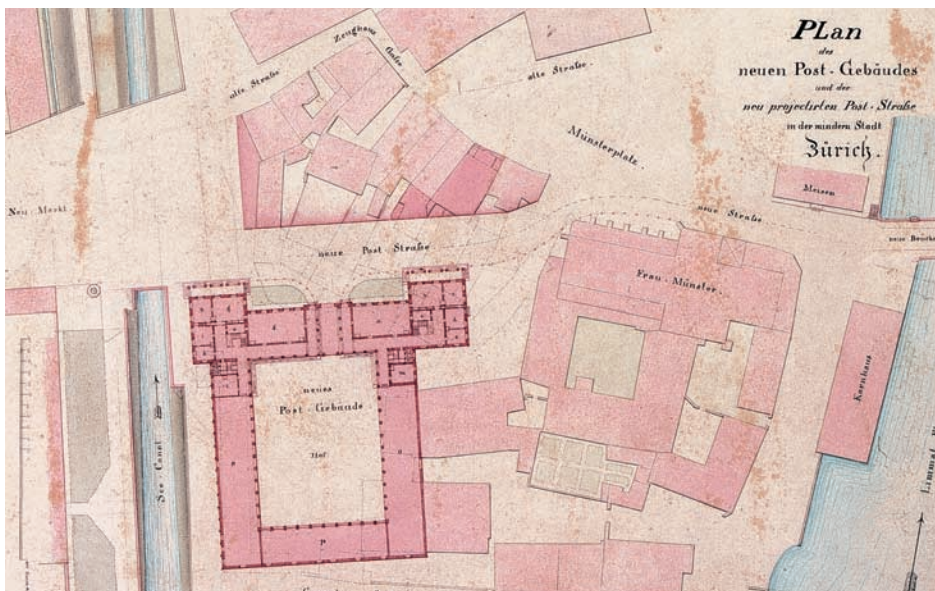 PLan
des
neuen Post-Gebäudes
und der
neu projectirten Post-Straße
in der mindern Stadt
Zürich.
alte Straße
Zeughaus-
Gasse
alte Straße.
Münsterplatz.
Meisen
Neu-Markt.
neue Post-Straße
neue Straße
neue Brücke
Frau-Münster.
Kornhaus.
neues
Post-Gebäude.
Hof
See-Canal
P
Limmat